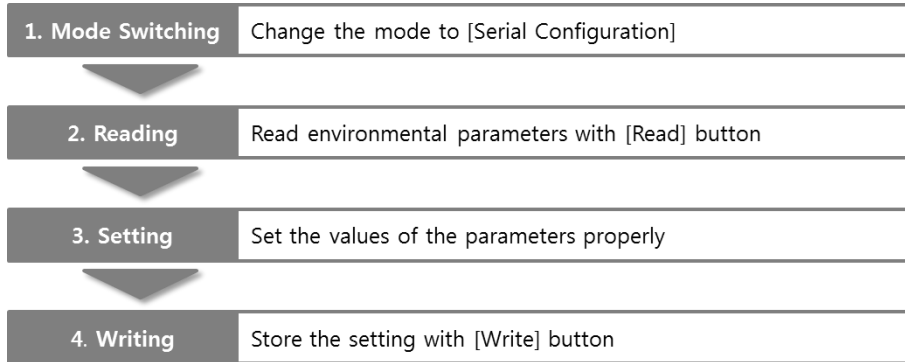 1. Mode Switching Change the mode to [Serial Configuration]
2. Reading Read environmental parameters with [Read] button
3. Setting Set the values of the parameters properly
4. Writing Store the setting with [Write] button